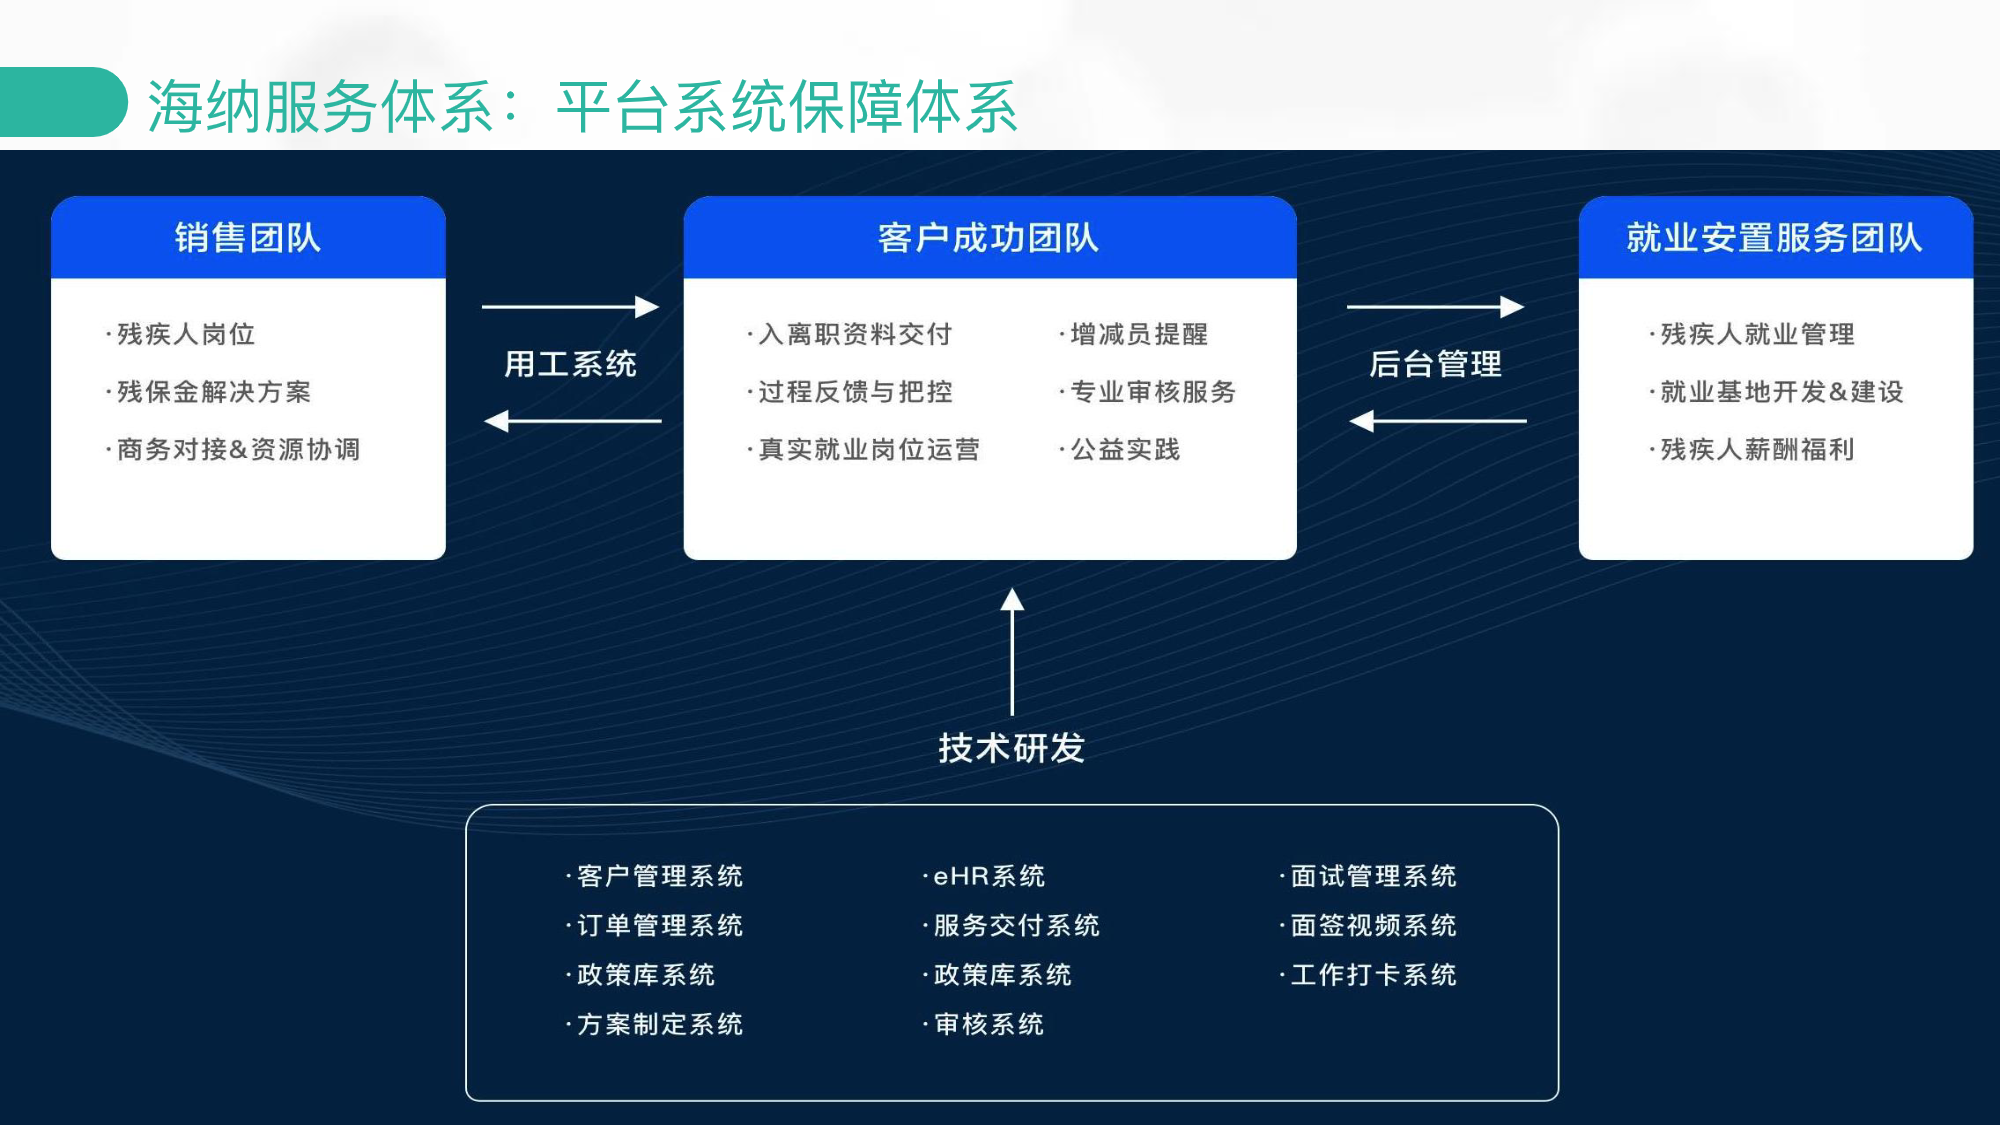 海纳服务体系：平台系统保障体系
销售团队
·残疾人岗位
·残保金解决方案
·商务对接&资源协调
用工系统
客户成功团队
·入离职资料交付
·过程反馈与把控
·真实就业岗位运营
·增减员提醒
·专业审核服务
·公益实践
后台管理
就业安置服务团队
·残疾人就业管理
·就业基地开发&建设
·残疾人薪酬福利
技术研发
·客户管理系统
·订单管理系统
·政策库系统
·方案制定系统
·eHR系统
·服务交付系统
·政策库系统
·审核系统
·面试管理系统
·面签视频系统
·工作打卡系统